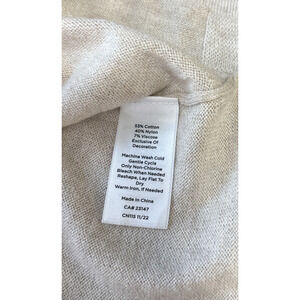 53% Cotton
40% Nylon
7% Viscose
Exclusive Of
Decoration
Machine Wash Cold
Gentle Cycle
Only Non-Chlorine
Bleach When Needed
Reshape, Lay Flat To
Dry
Warm Iron, If Needed
Made In China
CA# 23147
CN115 11/22